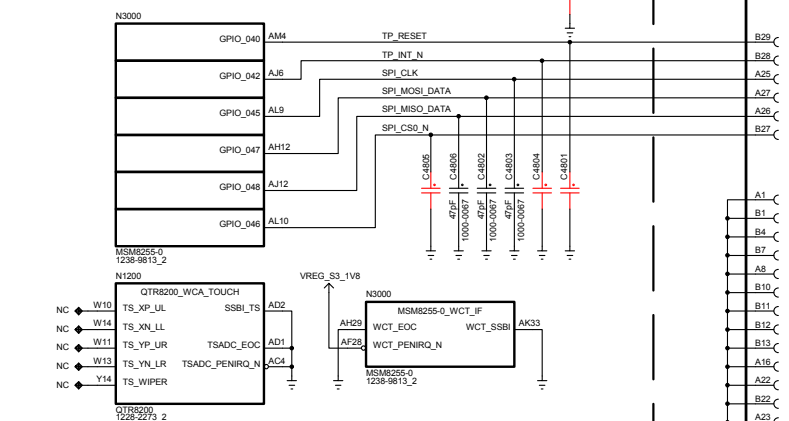 N3000
GPIO_040 AM4 TP_RESET B29
TP_INT_N B28
GPIO_042 AJ6 SPI_CLK A25
SPI_MOSI_DATA A27
GPIO_045 AL9 SPI_MISO_DATA A26
SPI_CS0_N B27
GPIO_047 AH12
GPIO_048 AJ12
GPIO_046 AL10
C4805
C4806
47pF
1000-0067
C4802
47pF
1000-0067
C4803
47pF
1000-0067
C4804
C4801
MSM8255-0
1238-9813_2
A1
B1
B4
B7
A8
B10
B11
B12
B13
A16
A22
B22
A23
N1200
QTR8200_WCA_TOUCH
NC W10 TS_XP_UL SSBI_TS AD2
NC W14 TS_XN_LL
NC W11 TS_YP_UR TSADC_EOC AD1
NC W13 TS_YN_LR TSADC_PENIRQ_N AC4
NC Y14 TS_WIPER
QTR8200
1228-2273_2
VREG_S3_1V8
N3000
MSM8255-0_WCT_IF
AH29 WCT_EOC WCT_SSBI AK33
AF28 WCT_PENIRQ_N
MSM8255-0
1238-9813_2